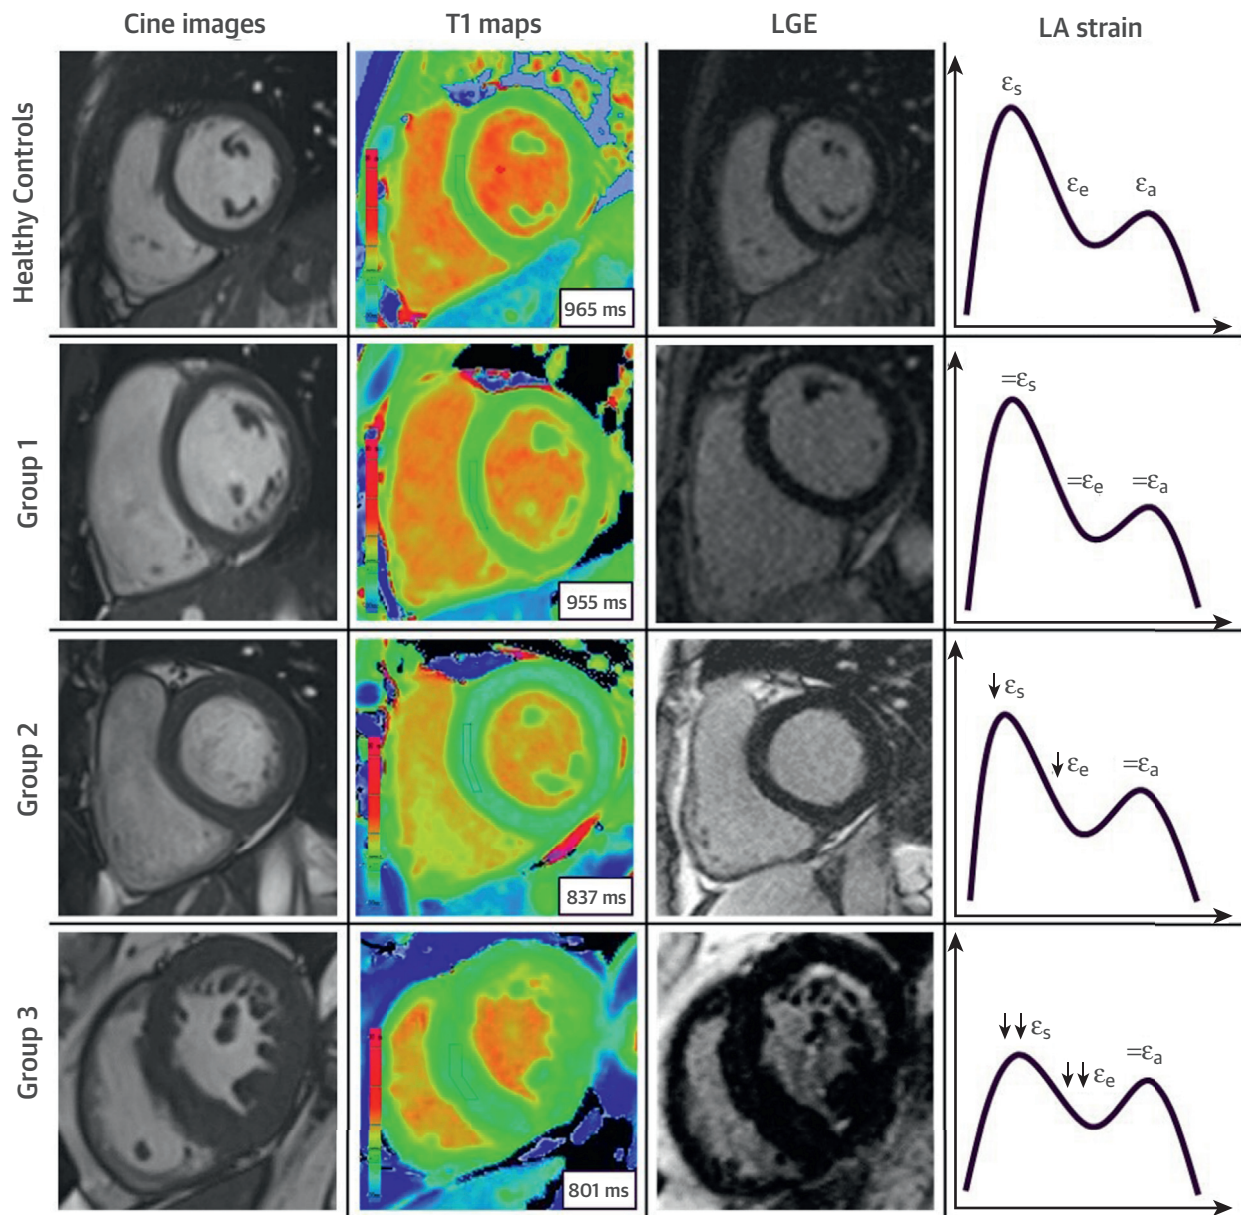 Cine images
T1 maps
LGE
LA strain
Healthy Controls
965 ms
εs
εe
εa
Group 1
955 ms
=εs
=εe
=εa
Group 2
837 ms
↓ εs
↓ εe
=εa
Group 3
801 ms
↓↓ εs
↓↓ εe
=εa